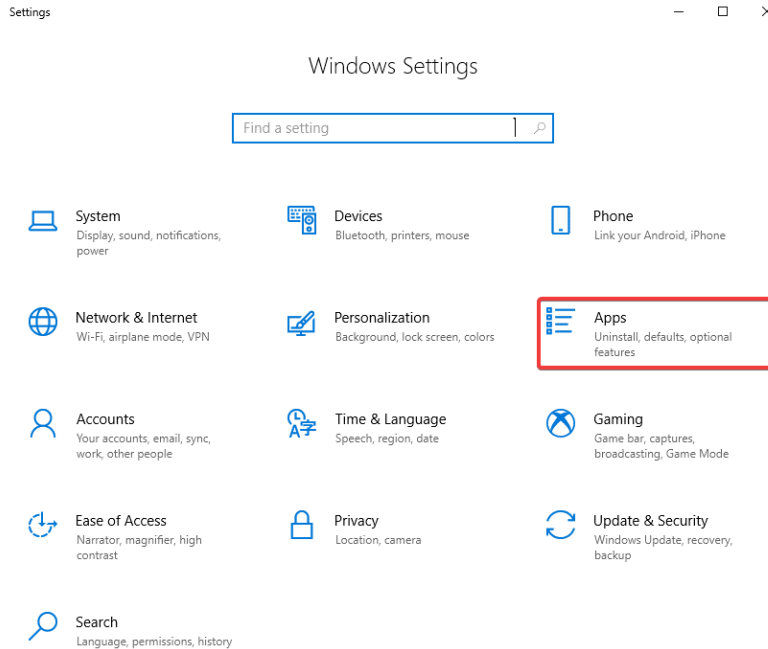 Settings
Windows Settings
Find a setting
System
Display, sound, notifications,
power
Devices
Bluetooth, printers, mouse
Phone
Link your Android, iPhone
Network & Internet
Wi-Fi, airplane mode, VPN
Personalization
Background, lock screen, colors
Apps
Uninstall, defaults, optional
features
Accounts
Your accounts, email, sync,
work, other people
Time & Language
Speech, region, date
Gaming
Game bar, captures,
broadcasting, Game Mode
Ease of Access
Narrator, magnifier, high
contrast
Privacy
Location, camera
Update & Security
Windows Update, recovery,
backup
Search
Language, permissions, history